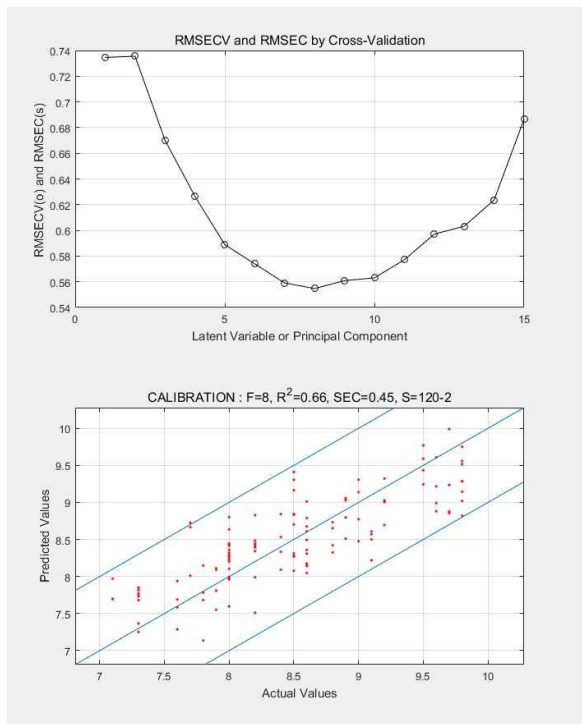 RMSECV and RMSEC by Cross-Validation
0.74
0.72
0.7
0.68
0.66
0.64
0.62
0.6
0.58
0.56
0.54
RMSECV(o) and RMSEC(s)
0 5 10 15
Latent Variable or Principal Component
CALIBRATION : F=8, R²=0.66, SEC=0.45, S=120-2
10
9.5
9
8.5
8
7.5
7
Predicted Values
7 7.5 8 8.5 9 9.5 10
Actual Values